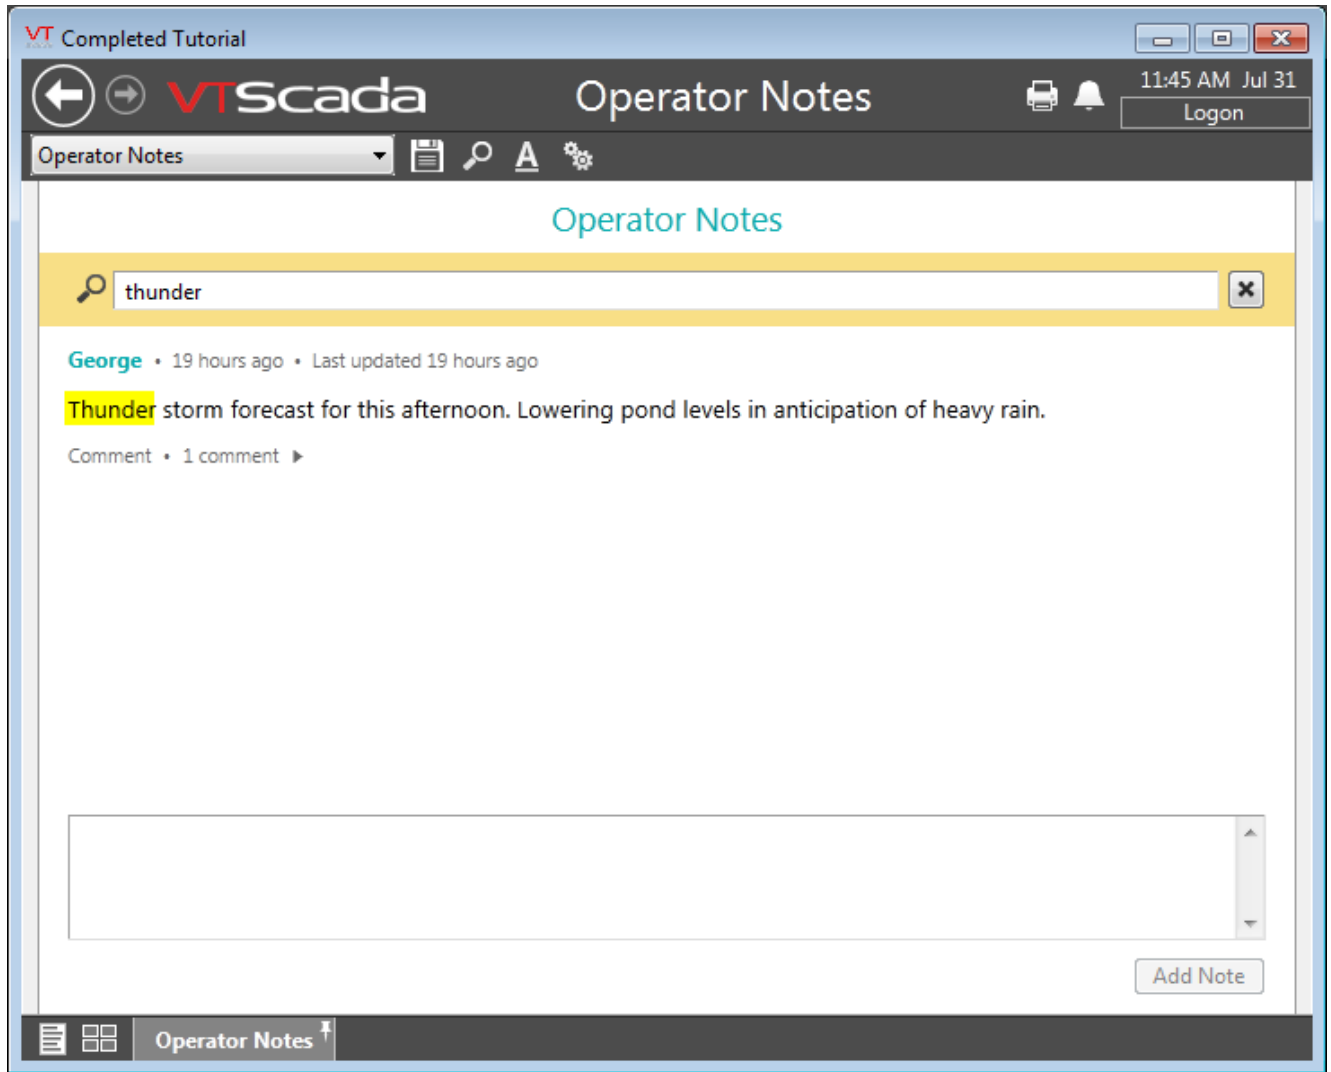 VT Completed Tutorial
VTScada
Operator Notes
11:45 AM Jul 31
Logon
Operator Notes
A
Operator Notes
thunder
George • 19 hours ago • Last updated 19 hours ago
Thunder storm forecast for this afternoon. Lowering pond levels in anticipation of heavy rain.
Comment • 1 comment
Add Note
Operator Notes